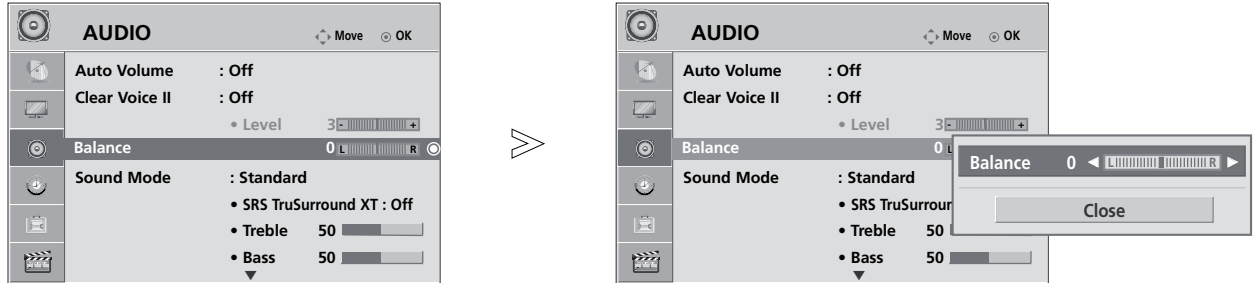 AUDIO Move OK
Auto Volume : Off
Clear Voice II : Off
• Level 3 - +
Balance 0 L R
Sound Mode : Standard
• SRS TruSurround XT : Off
• Treble 50
• Bass 50
AUDIO Move OK
Auto Volume : Off
Clear Voice II : Off
• Level 3 - +
Balance 0 L
Sound Mode : Standard
• SRS TruSurroun
• Treble 50
• Bass 50
Balance 0 L R
Close